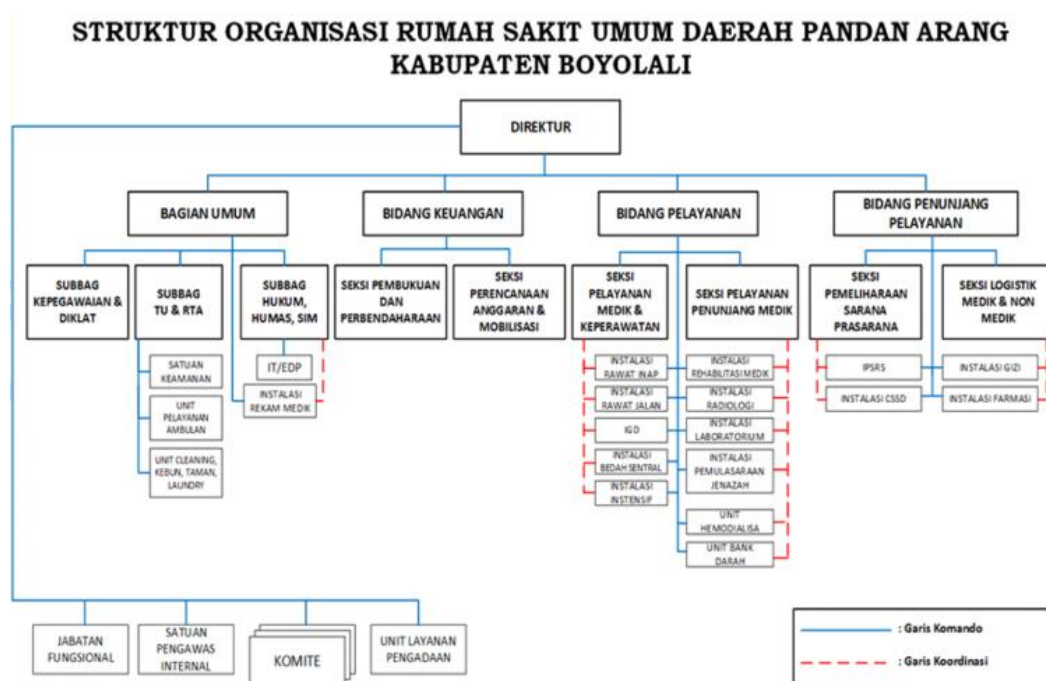 STRUKTUR ORGANISASI RUMAH SAKIT UMUM DAERAH PANDAN ARANG
KABUPATEN BOYOLALI
DIREKTUR
BAGIAN UMUM
BIDANG KEUANGAN
BIDANG PELAYANAN
BIDANG PENUNJANG
PELAYANAN
SUBBAG
KEPEGAWAIAN &
DIKLAT
SUBBAG
TU & RTA
SUBBAG
HUKUM,
HUMAS, SIM
SEKSI PEMBUKUAN
DAN
PERBENDAHARAAN
SEKSI
PERENCANAAN
ANGGARAN &
MOBILISASI
SEKSI
PELAYANAN
MEDIK &
KEPERAWATAN
SEKSI PELAYANAN
PENUNJANG MEDIK
SEKSI
PEMELIHARAAN
SARANA
PRASARANA
SEKSI LOGISTIK
MEDIK & NON
MEDIK
SATUAN
KEAMANAN
UNIT
PELAYANAN
AMBULAN
UNIT CLEANING,
KEBUN, TAMAN,
LAUNDRY
IT/EDP
INSTALASI
REKAM MEDIK
INSTALASI
RAWAT INAP
INSTALASI
RAWAT JALAN
IGD
INSTALASI
BEDAH SENTRAL
INSTALASI
INSTENSIF
INSTALASI
REHABILITASI MEDIK
INSTALASI
RADIOLOGI
INSTALASI
LABORATORIUM
INSTALASI
PEMULASARAAN
JENAZAH
UNIT
HEMODIALISA
UNIT BANK
DARAH
IPSRS
INSTALASI CSSD
INSTALASI GIZI
INSTALASI FARMASI
JABATAN
FUNGSIONAL
SATUAN
PENGAWAS
INTERNAL
KOMITE
UNIT LAYANAN
PENGADAAN
: Garis Komando
: Garis Koordinasi